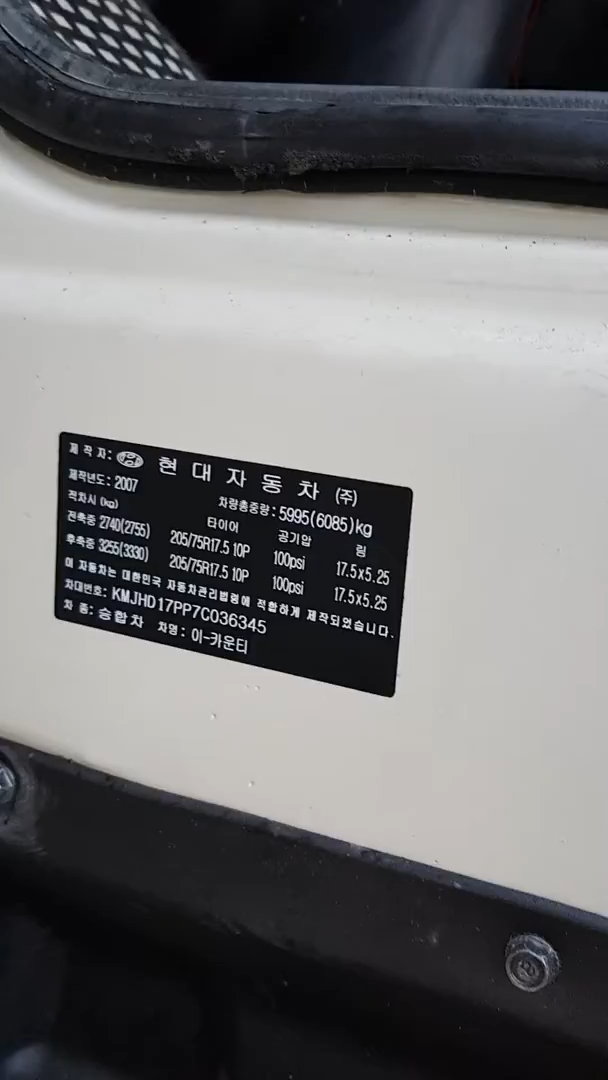 제작자: 현대자동차 (주)
제작년도: 2007 차량총중량: 5995(6085)kg
적차시 (kg) 타이어 공기압 림
전축중 2740(2755) 205/75R17.5 10P 100psi 17.5x5.25
후축중 3255(3330) 205/75R17.5 10P 100psi 17.5x5.25
이 자동차는 대한민국 자동차관리법령에 적합하게 제작되었습니다.
차대번호: KMJHD17PP7C036345
차 종: 승합차 차명: 이-카운티